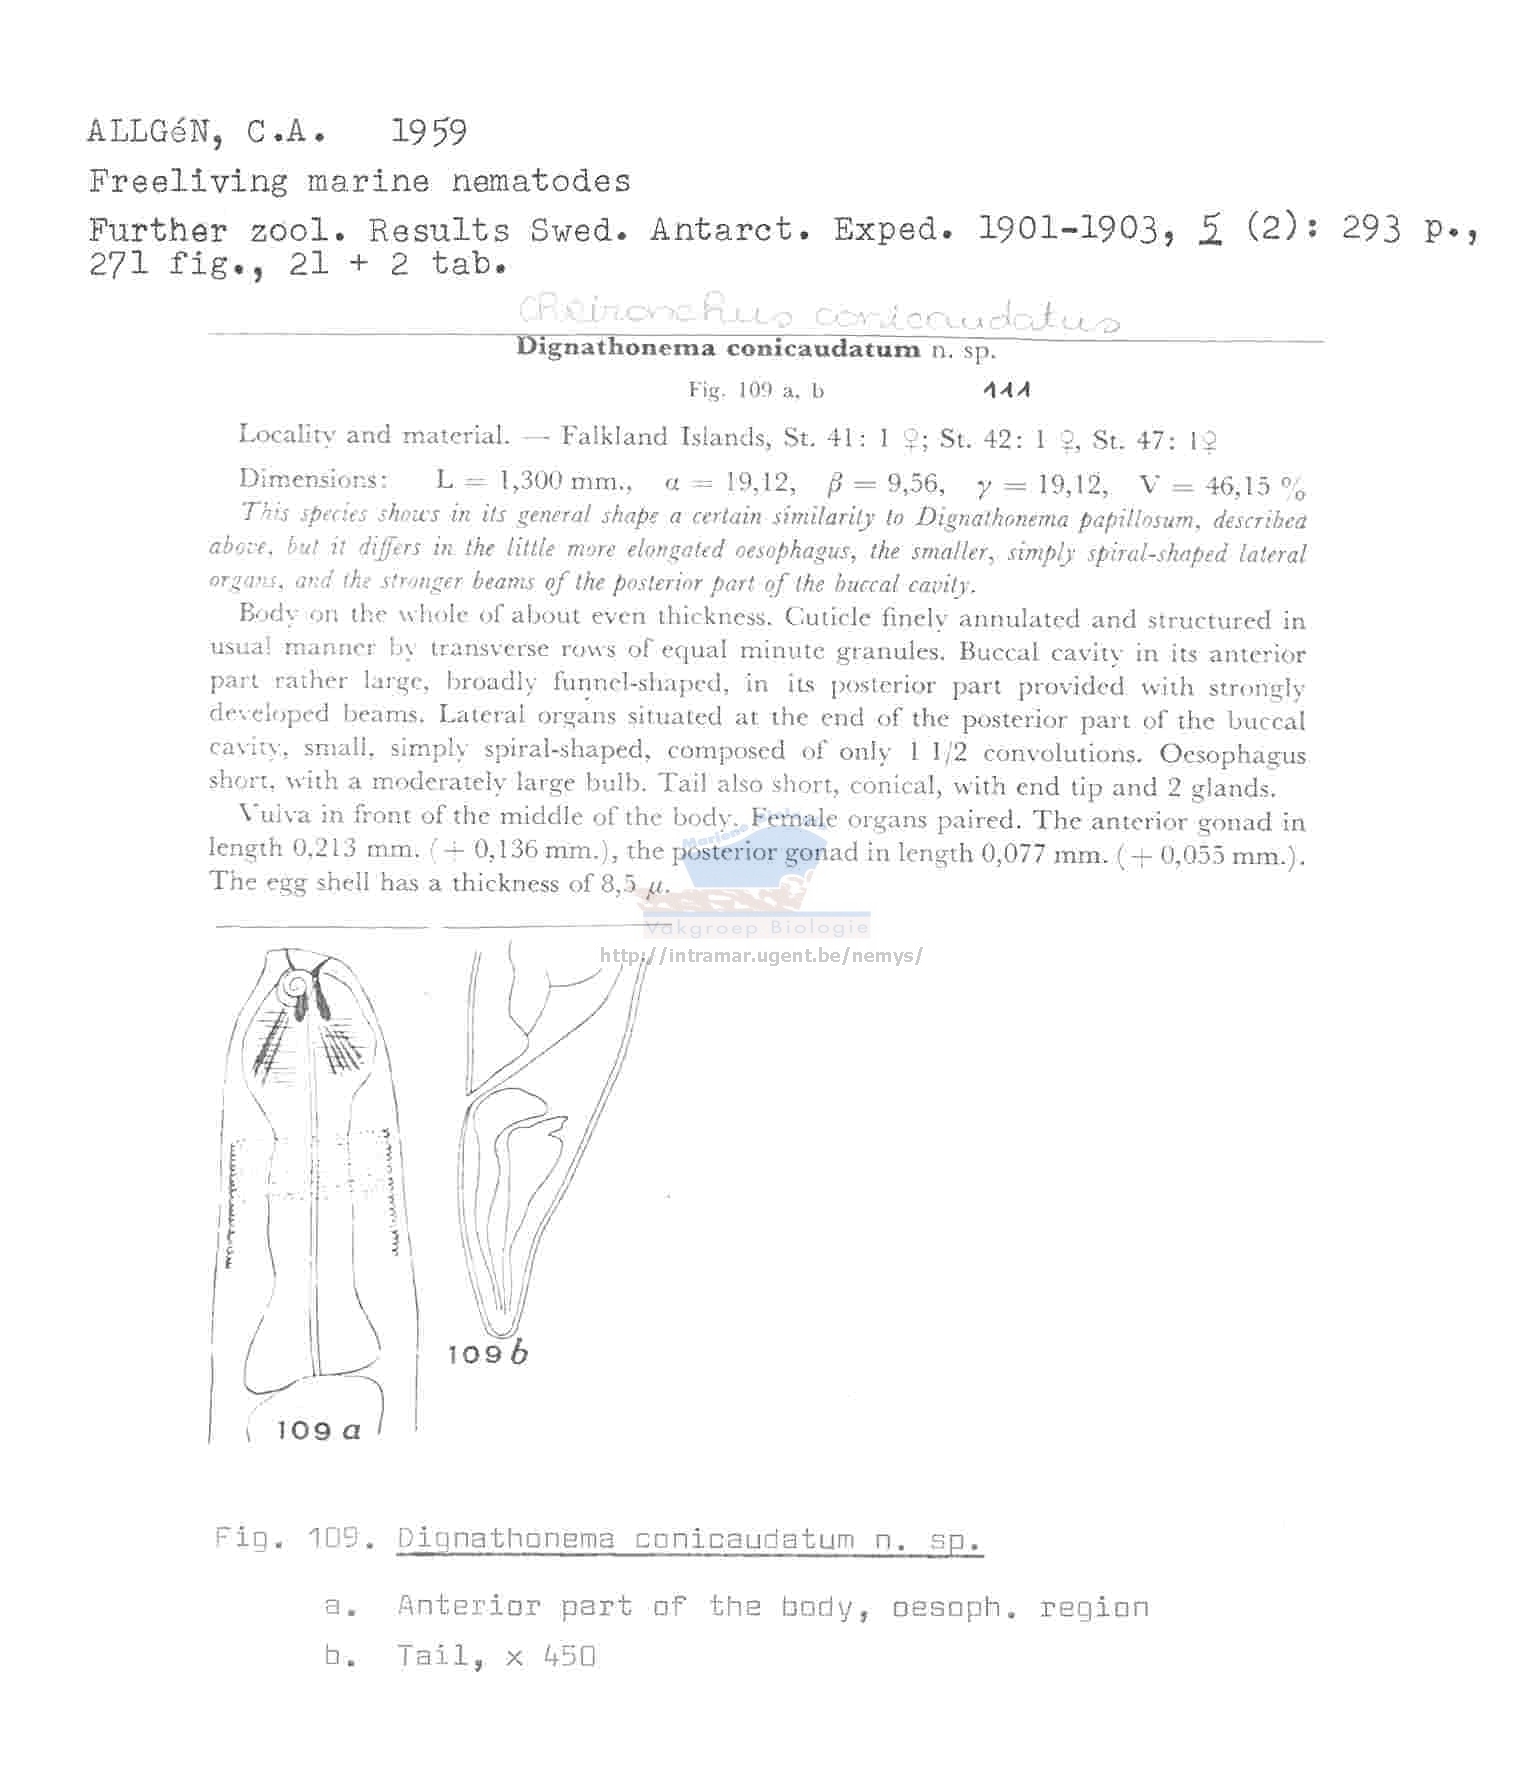 ALLGéN, C.A. 1959
Freeliving marine nematodes
Further zool. Results Swed. Antarct. Exped. 1901-1903, 5 (2): 293 p.,
271 fig., 21 + 2 tab.
Cheironchus conicaudatus
Dignathonema conicaudatum n. sp.
Fig. 109 a, b 111
Locality and material. — Falkland Islands, St. 41: 1 ♀; St. 42: 1 ♀, St. 47: 1♀
Dimensions: L = 1,300 mm., α = 19,12, β = 9,56, γ = 19,12, V = 46,15 %
This species shows in its general shape a certain similarity to Dignathonema papillosum, described
above, but it differs in the little more elongated oesophagus, the smaller, simply spiral-shaped lateral
organs, and the stronger beams of the posterior part of the buccal cavity.
Body on the whole of about even thickness. Cuticle finely annulated and structured in
usual manner by transverse rows of equal minute granules. Buccal cavity in its anterior
part rather large, broadly funnel-shaped, in its posterior part provided with strongly
developed beams. Lateral organs situated at the end of the posterior part of the buccal
cavity, small, simply spiral-shaped, composed of only 1 1/2 convolutions. Oesophagus
short, with a moderately large bulb. Tail also short, conical, with end tip and 2 glands.
Vulva in front of the middle of the body. Female organs paired. The anterior gonad in
length 0,213 mm. (+ 0,136 mm.), the posterior gonad in length 0,077 mm. (+ 0,055 mm.).
The egg shell has a thickness of 8,5 μ.
Mariene Biologie
Vakgroep Biologie
http://intramar.ugent.be/nemys/
109 b
109 a
Fig. 109. Dignathonema conicaudatum n. sp.
a. Anterior part of the body, oesoph. region
b. Tail, x 450